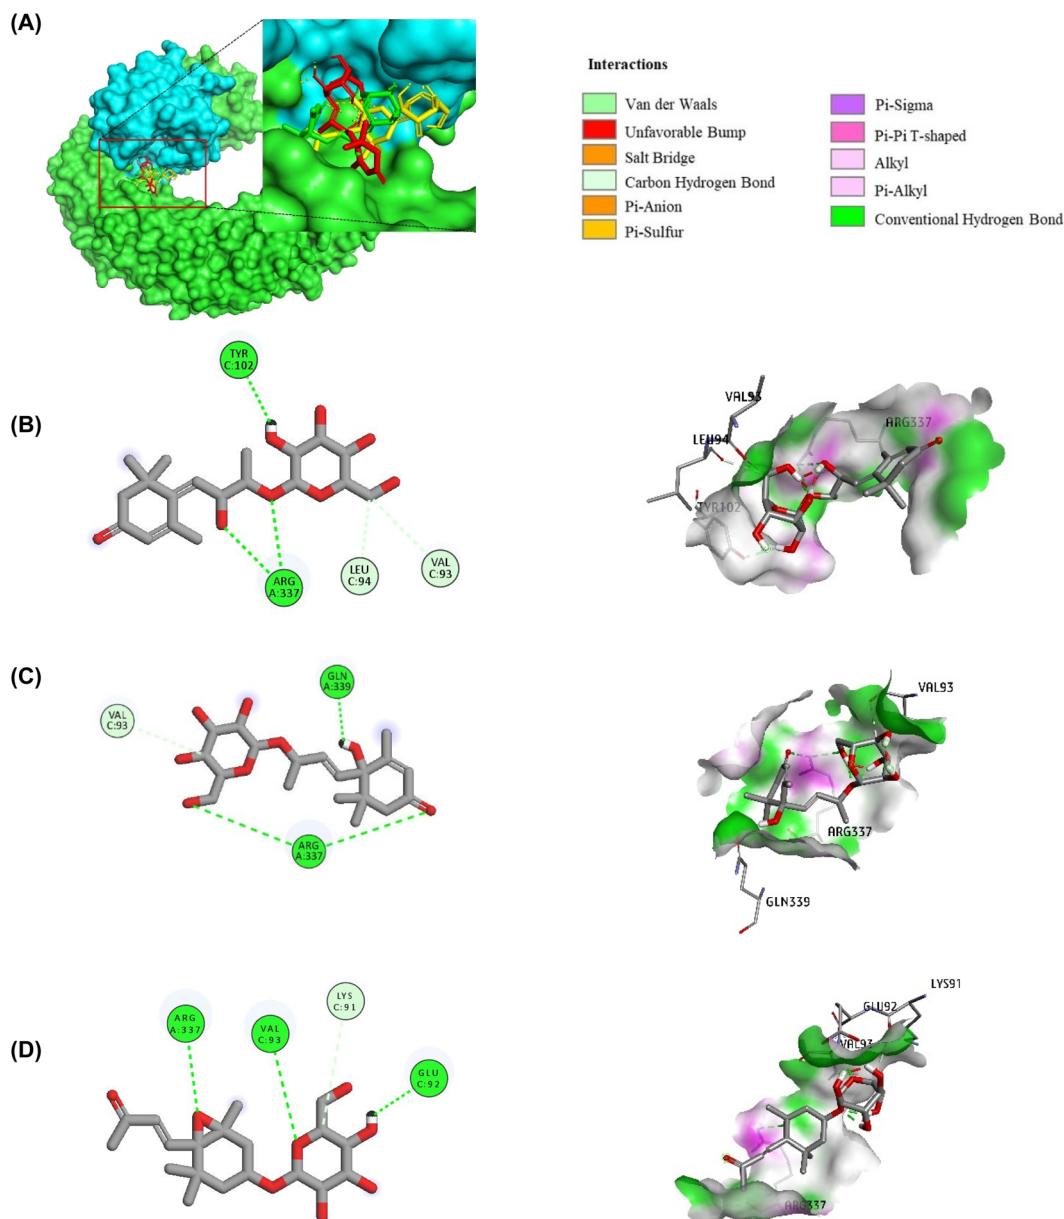 (A)
Interactions
Van der Waals
Unfavorable Bump
Salt Bridge
Carbon Hydrogen Bond
Pi-Anion
Pi-Sulfur
Pi-Sigma
Pi-Pi T-shaped
Alkyl
Pi-Alkyl
Conventional Hydrogen Bond
(B)
TYR
C:102
ARG
A:337
LEU
C:94
VAL
C:93
VAL93
LEU94
ARG337
TYR102
(C)
VAL
C:93
GLN
A:339
ARG
A:337
VAL93
ARG337
GLN339
(D)
ARG
A:337
VAL
C:93
LYS
C:91
GLU
C:92
LYS91
GLU92
VAL93
ARG337